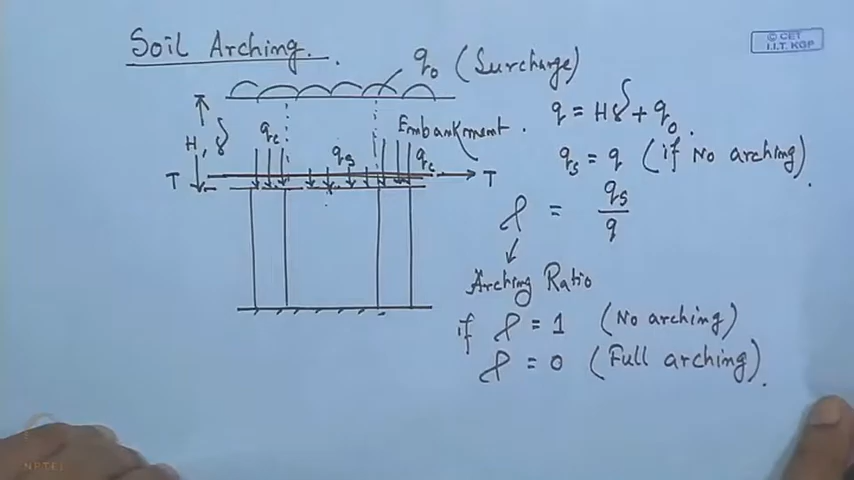 Soil Arching.
© CET
I.I.T. KGP
q₀ (Surcharge)
q = Hγ + q₀.
H, γ
qc
qs
Embankment.
qc
qs = q (if No arching).
T
T
ρ = qs/q
Arching Ratio
if ρ = 1 (No arching)
ρ = 0 (Full arching).
NPTEL